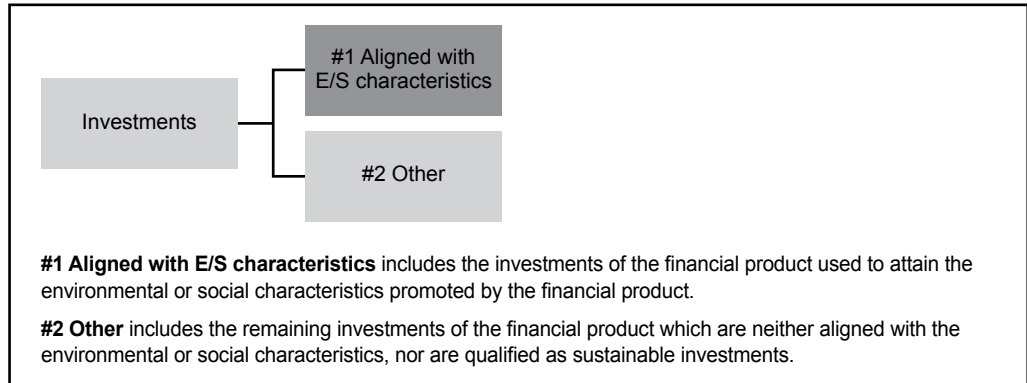 #1 Aligned with
E/S characteristics
Investments
#2 Other
#1 Aligned with E/S characteristics includes the investments of the financial product used to attain the
environmental or social characteristics promoted by the financial product.
#2 Other includes the remaining investments of the financial product which are neither aligned with the
environmental or social characteristics, nor are qualified as sustainable investments.